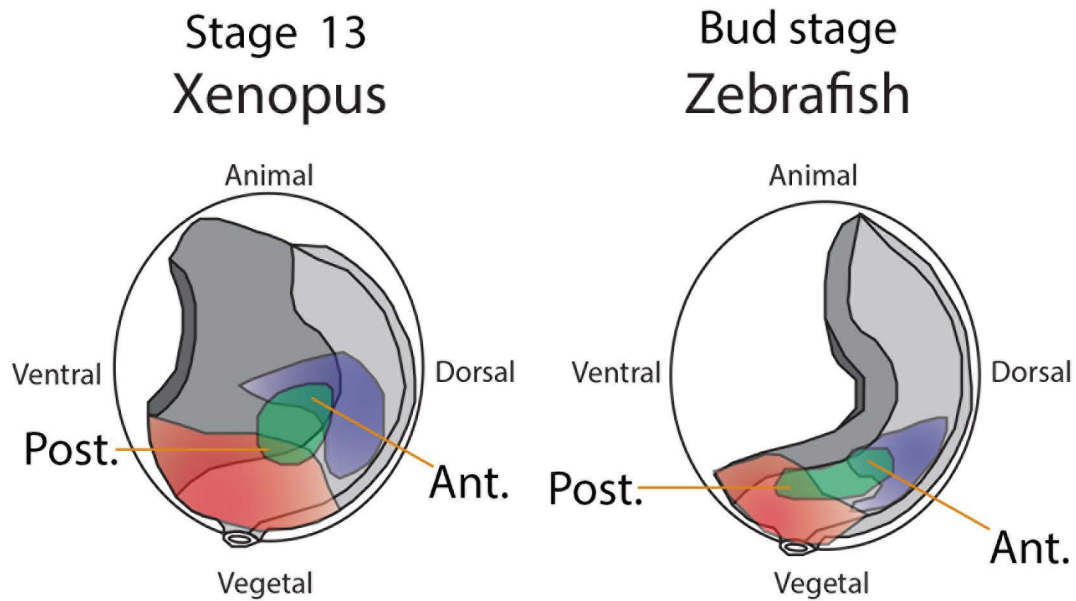 Stage 13
Xenopus
Animal
Ventral
Dorsal
Post.
Ant.
Vegetal
Bud stage
Zebrafish
Animal
Ventral
Dorsal
Post.
Ant.
Vegetal